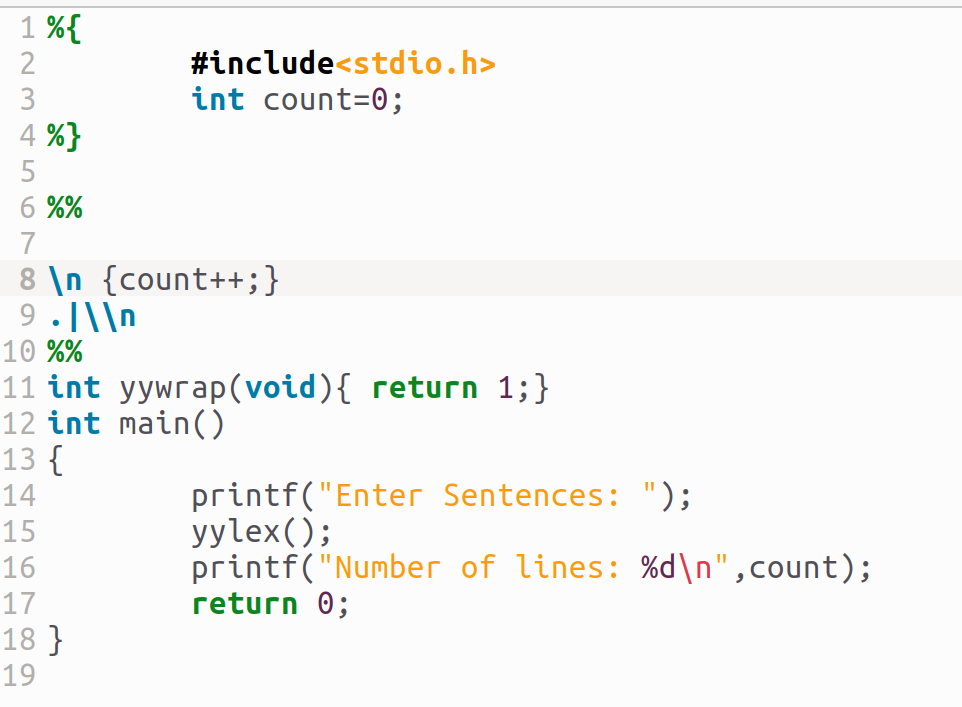 1 %{
2 #include<stdio.h>
3 int count=0;
4 %}
5
6 %%
7
8 \n {count++;}
9 .|\\n
10 %%
11 int yywrap(void){ return 1;}
12 int main()
13 {
14 printf("Enter Sentences: ");
15 yylex();
16 printf("Number of lines: %d\n",count);
17 return 0;
18 }
19